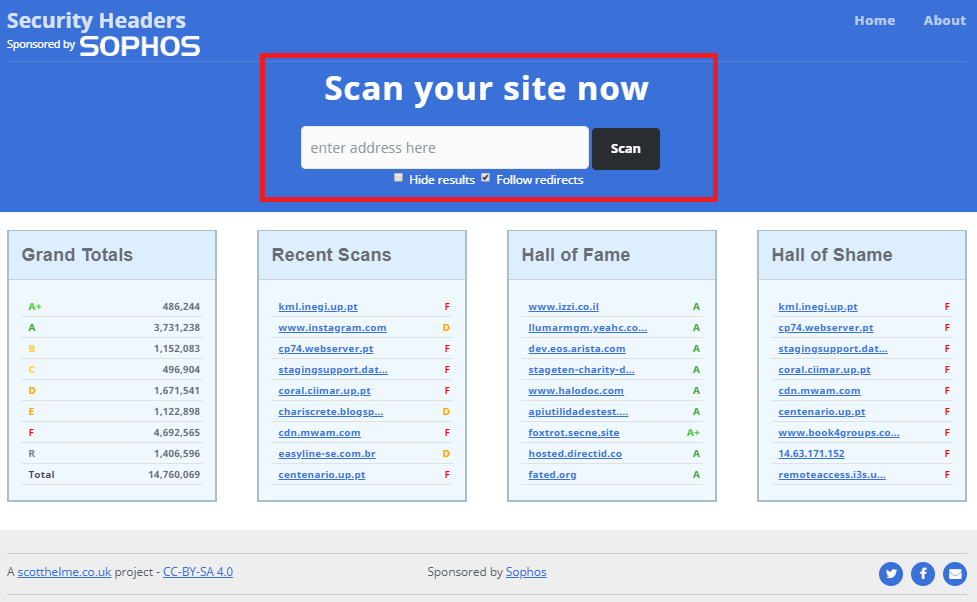 Security Headers
Sponsored by SOPHOS
Home About
Scan your site now
enter address here
Scan
Hide results Follow redirects
Grand Totals
A+ 486,244
A 3,731,238
B 1,152,083
C 496,904
D 1,671,541
E 1,122,898
F 4,692,565
R 1,406,596
Total 14,760,069
Recent Scans
kml.inegi.up.pt F
www.instagram.com D
cp74.webserver.pt F
stagingsupport.dat... F
coral.ciimar.up.pt F
chariscrete.blogsp... D
cdn.mwam.com F
easyline-se.com.br D
centenario.up.pt F
Hall of Fame
www.izzi.co.il A
llumarmgm.yeahc.co... A
dev.eos.arista.com A
stageten-charity-d... A
www.halodoc.com A
apiutilidadestest.... A
foxtrot.secne.site A+
hosted.directid.co A
fated.org A
Hall of Shame
kml.inegi.up.pt F
cp74.webserver.pt F
stagingsupport.dat... F
coral.ciimar.up.pt F
cdn.mwam.com F
centenario.up.pt F
www.book4groups.co... F
14.63.171.152 F
remoteaccess.i3s.u... F
A scotthelme.co.uk project - CC-BY-SA 4.0
Sponsored by Sophos